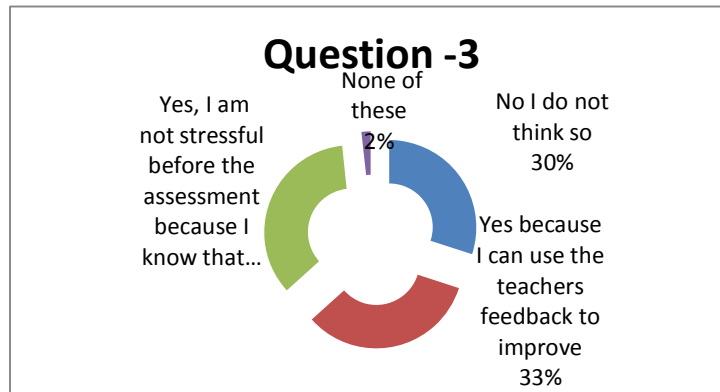 Question -3
None of
these
2%
No I do not
think so
30%
Yes because
I can use the
teachers
feedback to
improve
33%
Yes, I am
not stressful
before the
assessment
because I
know that...